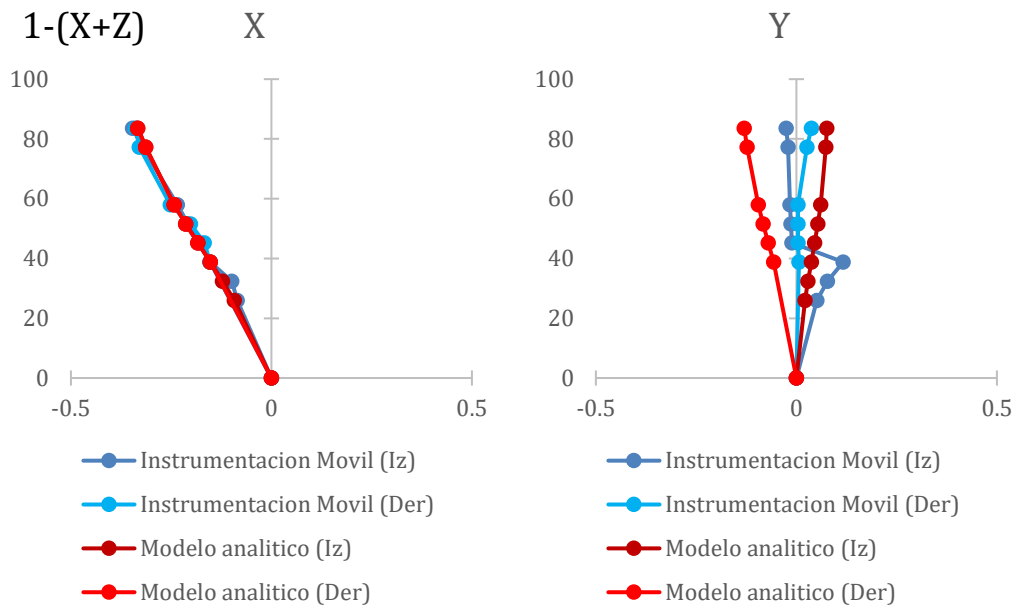 1-(X+Z)
X
100
80
60
40
20
0
-0.5
0
0.5
Instrumentacion Movil (Iz)
Instrumentacion Movil (Der)
Modelo analitico (Iz)
Modelo analitico (Der)
Y
100
80
60
40
20
0
-0.5
0
0.5
Instrumentacion Movil (Iz)
Instrumentacion Movil (Der)
Modelo analitico (Iz)
Modelo analitico (Der)